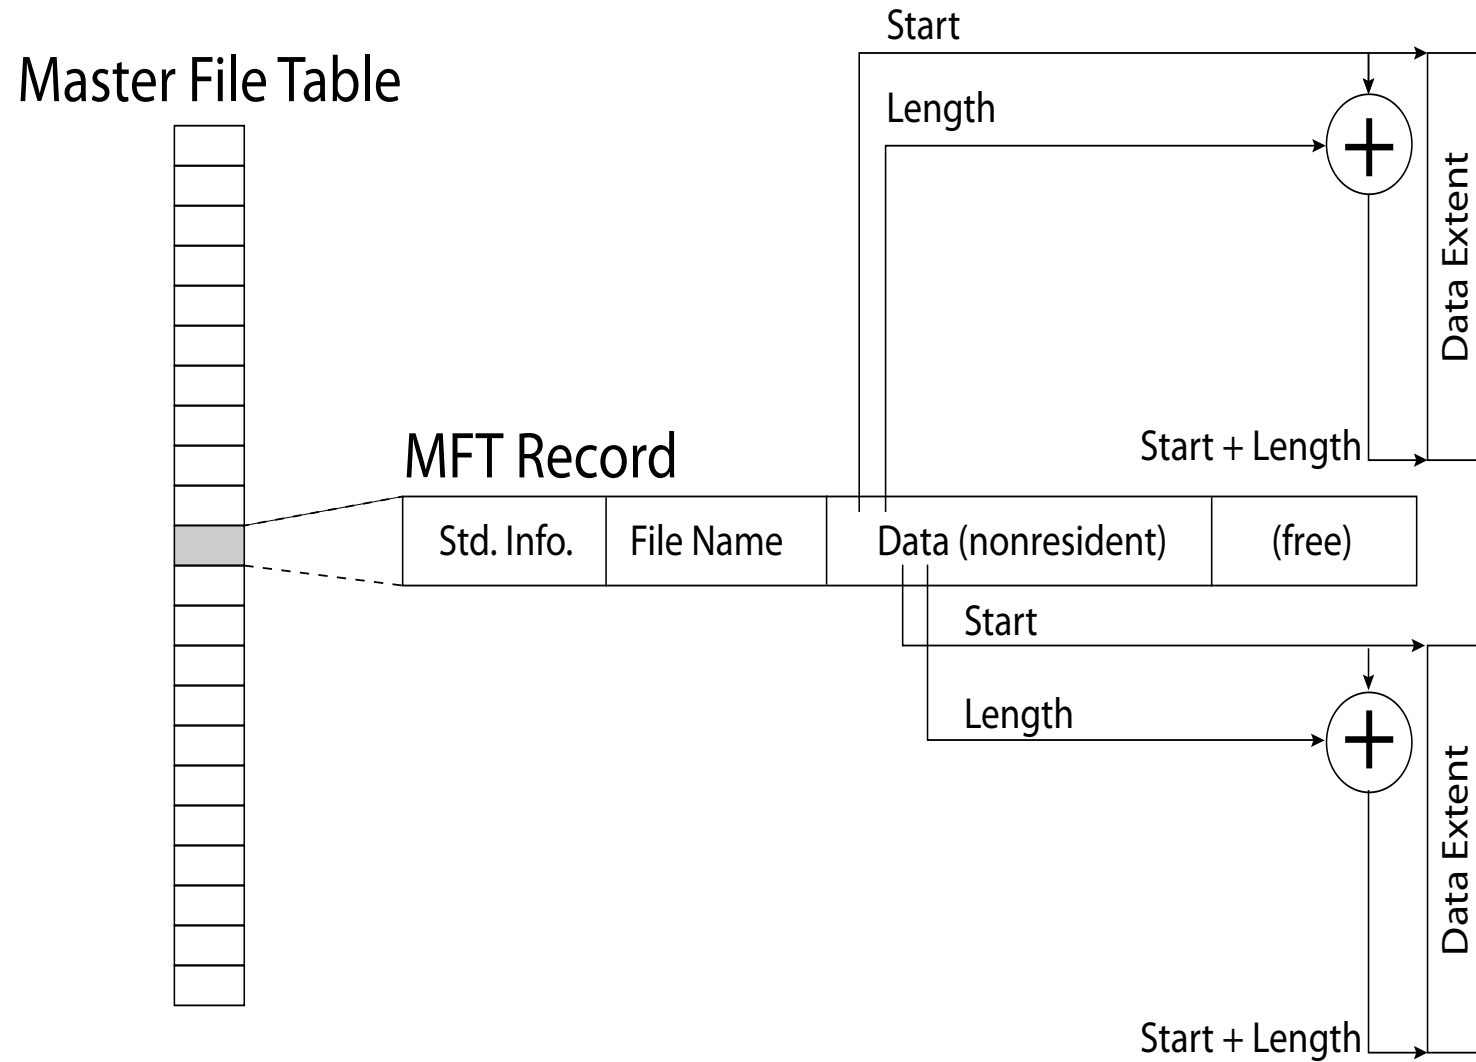 Start
Master File Table
Length
+
Data Extent
Start + Length
MFT Record
Std. Info.
File Name
Data (nonresident)
(free)
Start
Length
+
Data Extent
Start + Length